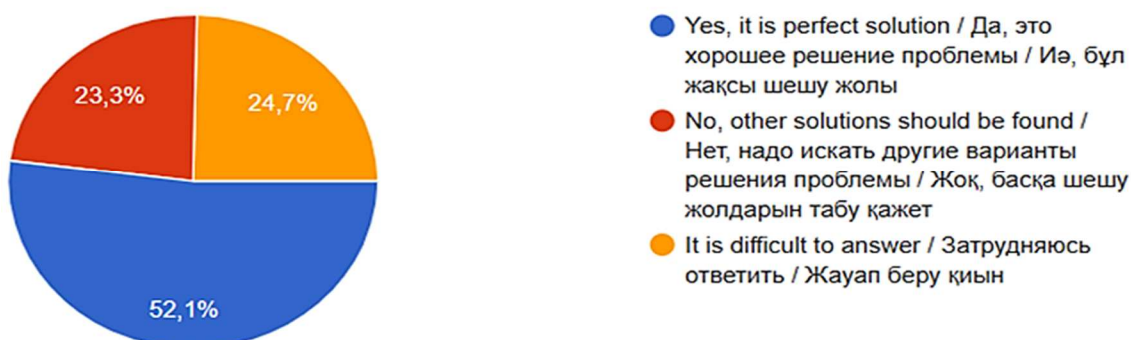 23,3%
24,7%
52,1%
Yes, it is perfect solution / Да, это
хорошее решение проблемы / Иә, бұл
жақсы шешу жолы
No, other solutions should be found /
Нет, надо искать другие варианты
решения проблемы / Жоқ, басқа шешу
жолдарын табу қажет
It is difficult to answer / Затрудняюсь
ответить / Жауап беру қиын